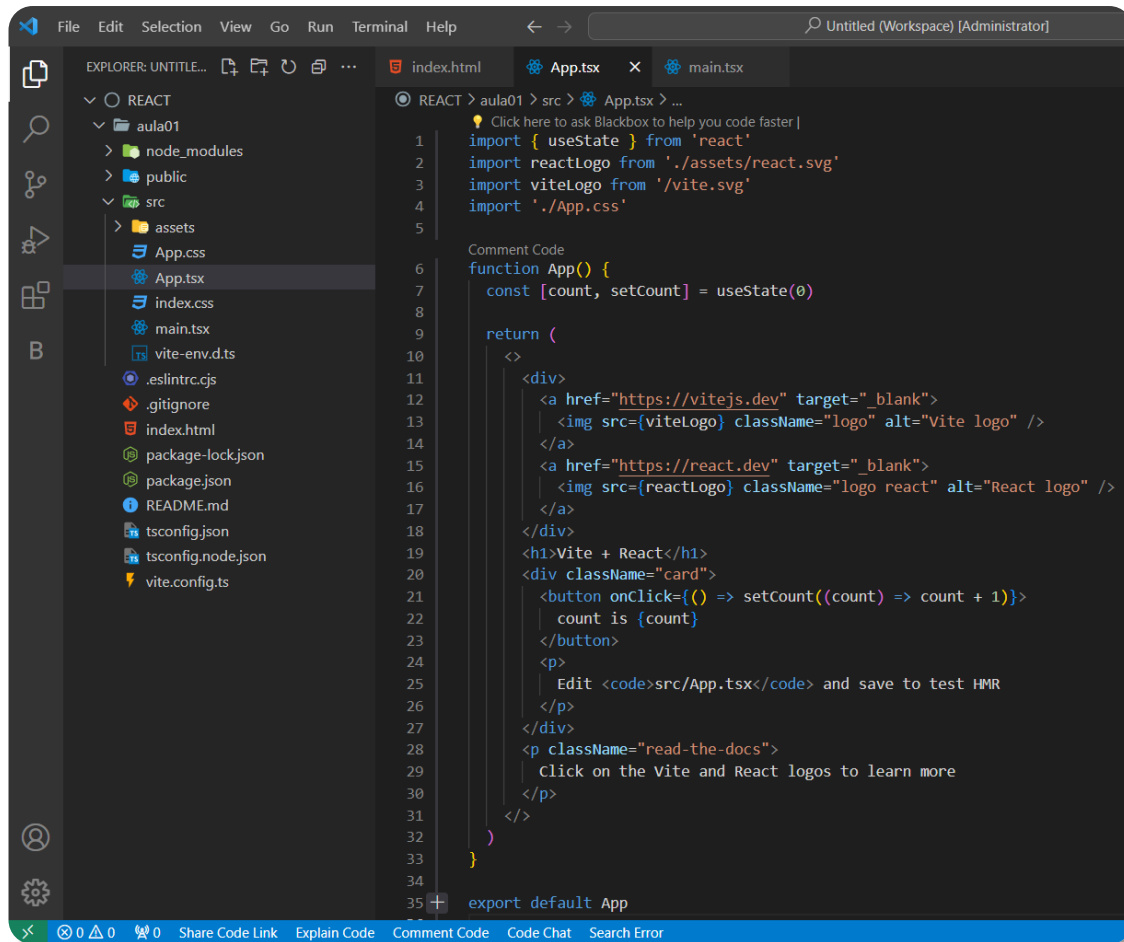 File Edit Selection View Go Run Terminal Help
Untitled (Workspace) [Administrator]
EXPLORER: UNTITLE...
REACT
aula01
node_modules
public
src
assets
App.css
App.tsx
index.css
main.tsx
vite-env.d.ts
.eslintrc.cjs
.gitignore
index.html
package-lock.json
package.json
README.md
tsconfig.json
tsconfig.node.json
vite.config.ts
B
index.html App.tsx main.tsx
REACT > aula01 > src > App.tsx > ...
Click here to ask Blackbox to help you code faster |
1 import { useState } from 'react'
2 import reactLogo from './assets/react.svg'
3 import viteLogo from '/vite.svg'
4 import './App.css'
5
Comment Code
6 function App() {
7 const [count, setCount] = useState(0)
8
9 return (
10 <>
11 <div>
12 <a href="https://vitejs.dev" target="_blank">
13 <img src={viteLogo} className="logo" alt="Vite logo" />
14 </a>
15 <a href="https://react.dev" target="_blank">
16 <img src={reactLogo} className="logo react" alt="React logo" />
17 </a>
18 </div>
19 <h1>Vite + React</h1>
20 <div className="card">
21 <button onClick={() => setCount((count) => count + 1)}>
22 count is {count}
23 </button>
24 <p>
25 Edit <code>src/App.tsx</code> and save to test HMR
26 </p>
27 </div>
28 <p className="read-the-docs">
29 Click on the Vite and React logos to learn more
30 </p>
31 </>
32 )
33 }
34
35 export default App
0 0 0 Share Code Link Explain Code Comment Code Code Chat Search Error